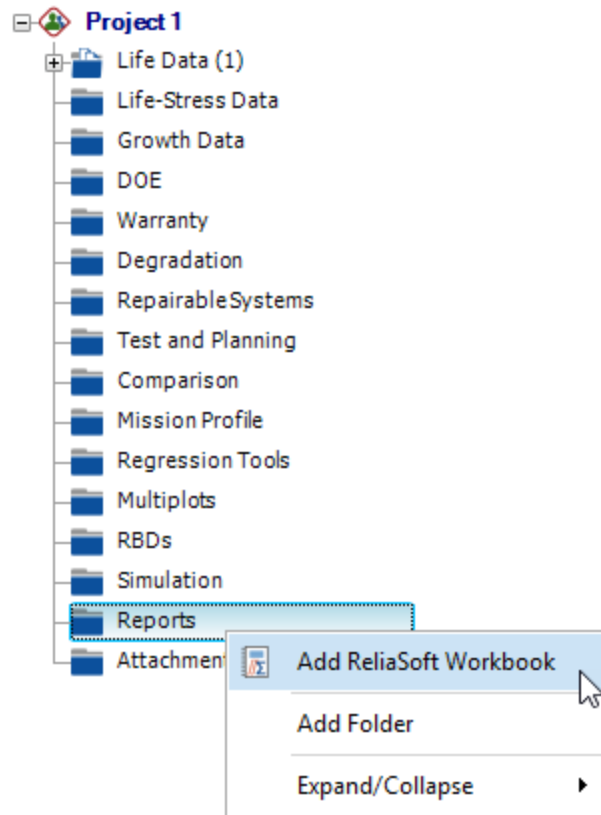 Project 1
Life Data (1)
Life-Stress Data
Growth Data
DOE
Warranty
Degradation
Repairable Systems
Test and Planning
Comparison
Mission Profile
Regression Tools
Multiplots
RBDs
Simulation
Reports
Attachmen
Add ReliaSoft Workbook
Add Folder
Expand/Collapse